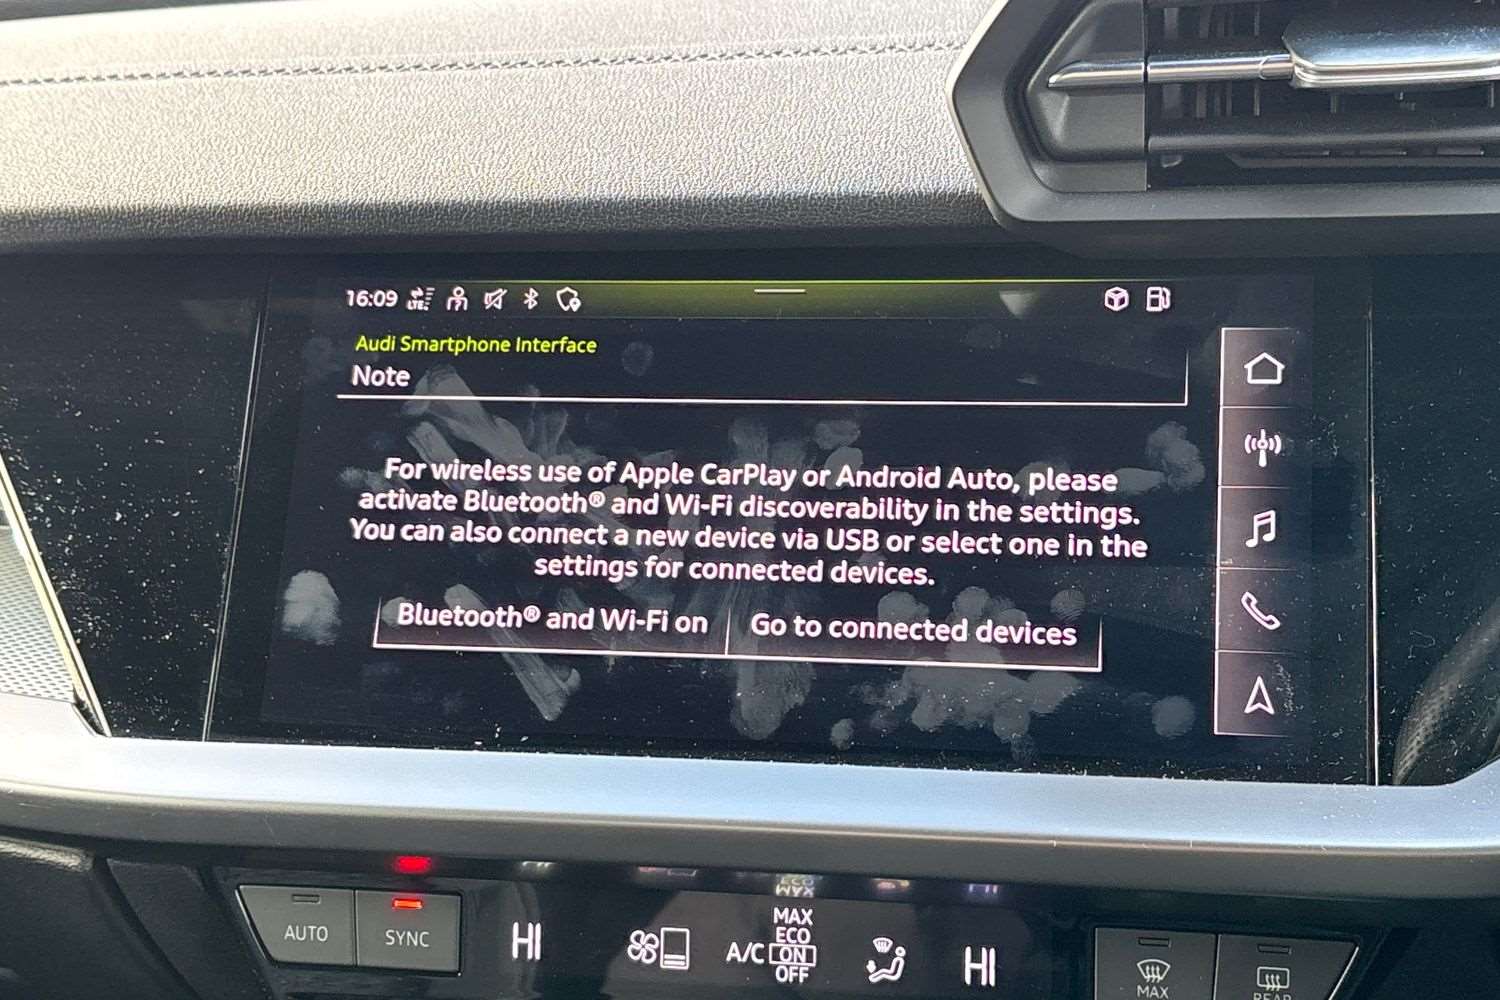 16:09 LTE
Audi Smartphone Interface
Note
For wireless use of Apple CarPlay or Android Auto, please
activate Bluetooth® and Wi-Fi discoverability in the settings.
You can also connect a new device via USB or select one in the
settings for connected devices.
Bluetooth® and Wi-Fi on
Go to connected devices
AUTO
SYNC
HI
A/C
MAX
ECO
ON
OFF
HI
MAX
REAR